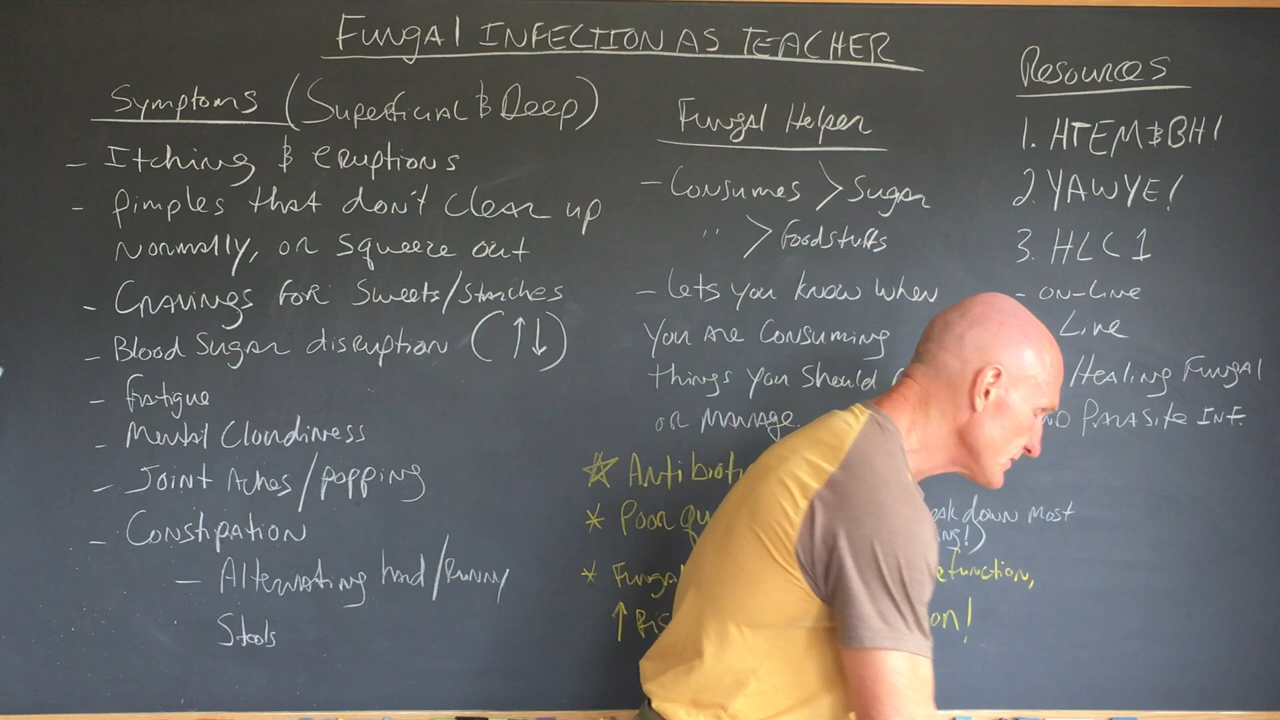 FUNGAL INFECTION AS TEACHER
Symptoms (Superficial & Deep)
- Itching & eruptions
- Pimples that don't clear up
normally, or squeeze out
- Cravings for Sweets/Starches
- Blood Sugar disruption (↑↓)
- fatigue
- Mental Cloudiness
- Joint Aches/popping
- Constipation
- Alternating hard/Runny
Stools
Fungal Helper
- Consumes > Sugar
" > foodstuffs
- lets you know when
you are consuming
things you should
or manage.
☆ Antibiot
* Poor qu
eak down most
ing!)
* Fungal
efunction,
↑ Ris
on!
Resources
1. HTEM&BH!
2. YAWYE!
3. HLC 1
- ON-Line
Line
Healing Fungal
Parasite Inf.